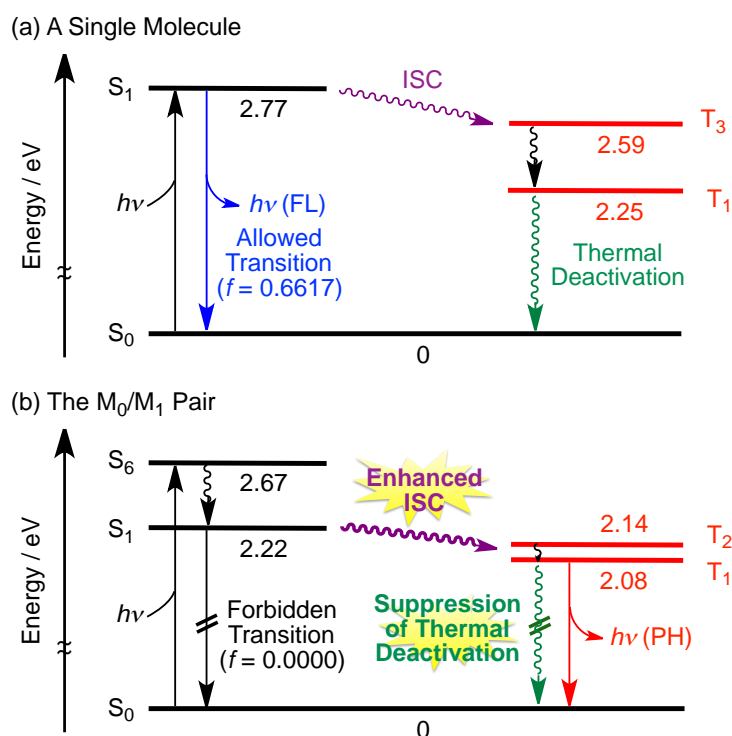 (a) A Single Molecule
Energy / eV
S1
2.77
ISC
T3
2.59
T1
2.25
hν
hν (FL)
Allowed
Transition
(f = 0.6617)
Thermal
Deactivation
S0
0
(b) The M0/M1 Pair
Energy / eV
S6
2.67
Enhanced
ISC
S1
2.22
2.14
T2
T1
2.08
hν
Forbidden
Transition
(f = 0.0000)
Suppression
of Thermal
Deactivation
hν (PH)
S0
0